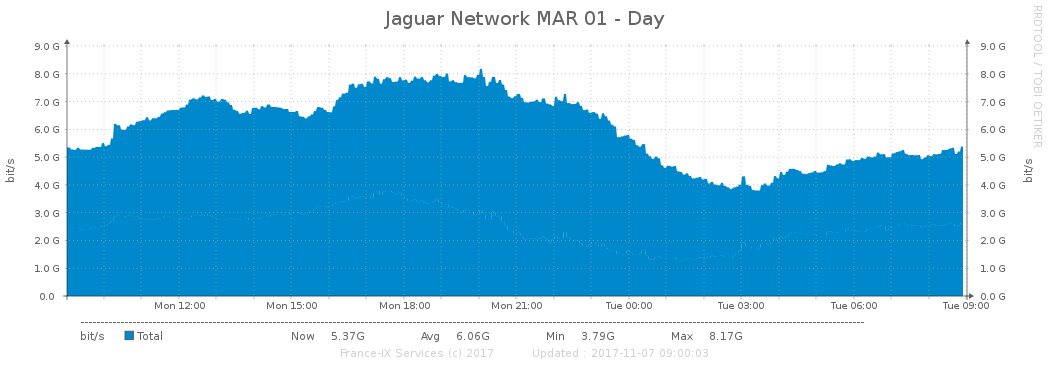 Jaguar Network MAR 01 - Day
RRDTOOL / TOBI OETIKER
9.0 G 9.0 G
8.0 G 8.0 G
7.0 G 7.0 G
6.0 G 6.0 G
5.0 G 5.0 G
4.0 G 4.0 G
3.0 G 3.0 G
2.0 G 2.0 G
1.0 G 1.0 G
0.0 0.0 G
bit/s
bit/s
Mon 12:00 Mon 15:00 Mon 18:00 Mon 21:00 Tue 00:00 Tue 03:00 Tue 06:00 Tue 09:00
bit/s Total Now 5.37G Avg 6.06G Min 3.79G Max 8.17G
France-IX Services (c) 2017 Updated : 2017-11-07 09:00:03